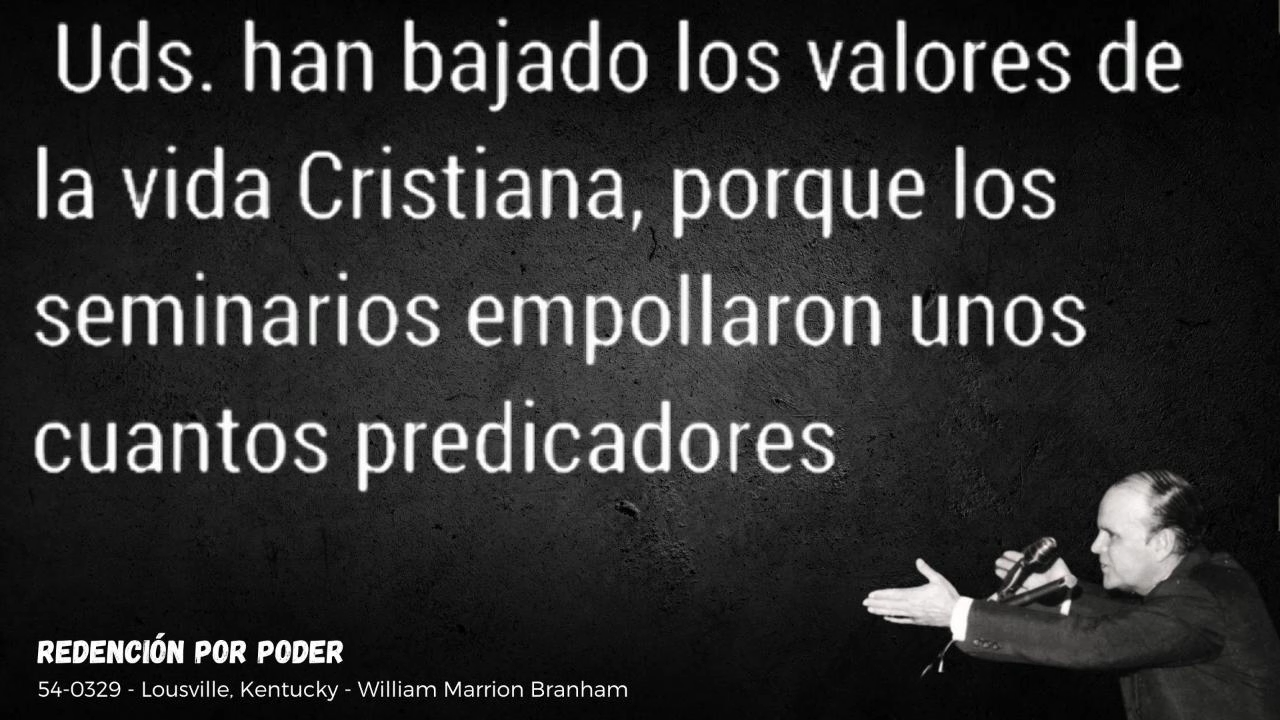 Uds. han bajado los valores de
la vida Cristiana, porque los
seminarios empollaron unos
cuantos predicadores
REDENCIÓN POR PODER
54-0329 - Lousville, Kentucky - William Marrion Branham